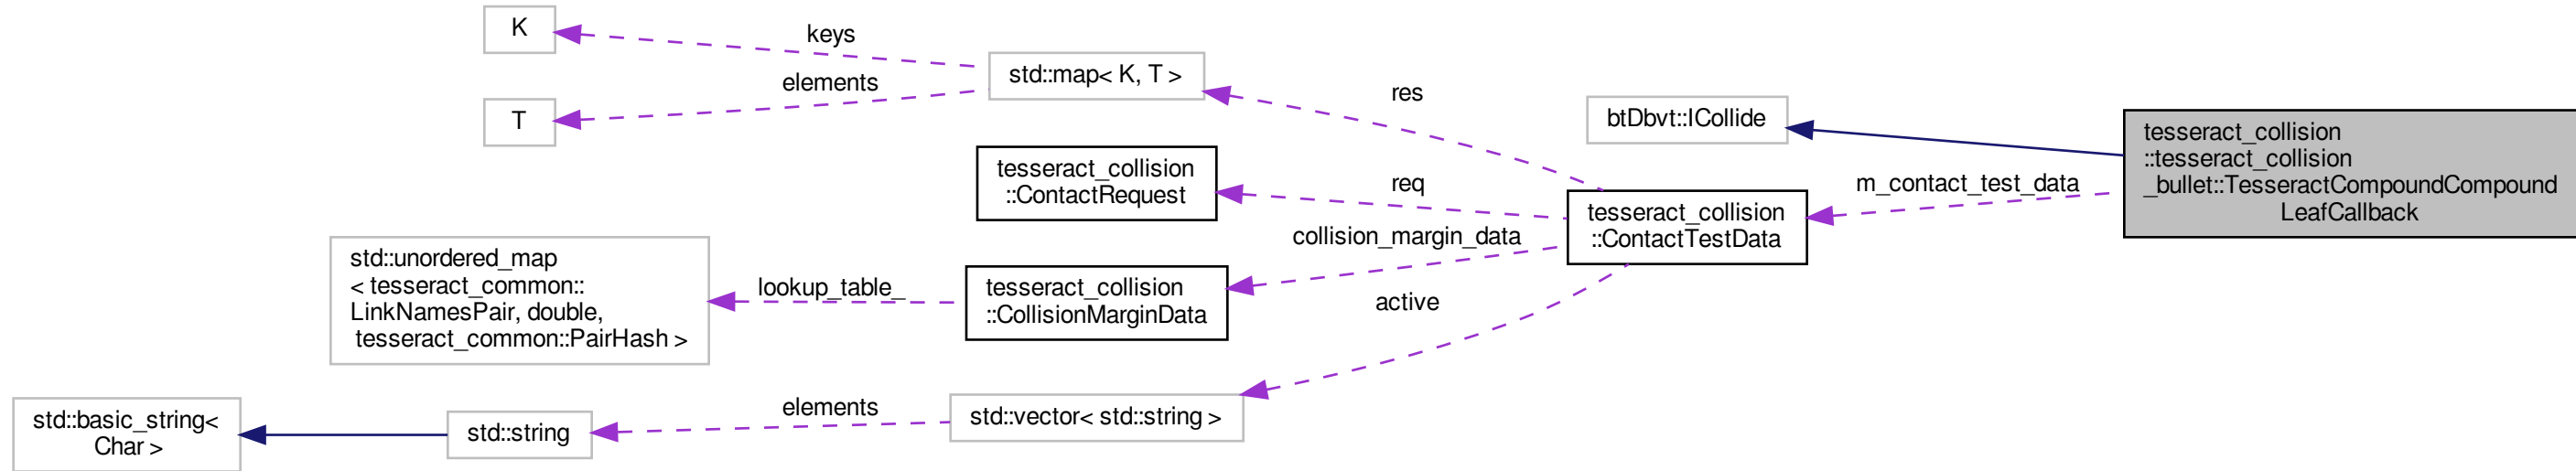 K
keys
std::map< K, T >
elements
T
res
btDbvt::ICollide
tesseract_collision
::tesseract_collision
_bullet::TesseractCompoundCompound
LeafCallback
tesseract_collision
::ContactRequest
req
m_contact_test_data
tesseract_collision
::ContactTestData
collision_margin_data
std::unordered_map
< tesseract_common::
LinkNamesPair, double,
tesseract_common::PairHash >
lookup_table_
tesseract_collision
::CollisionMarginData
active
std::basic_string<
Char >
std::string
elements
std::vector< std::string >